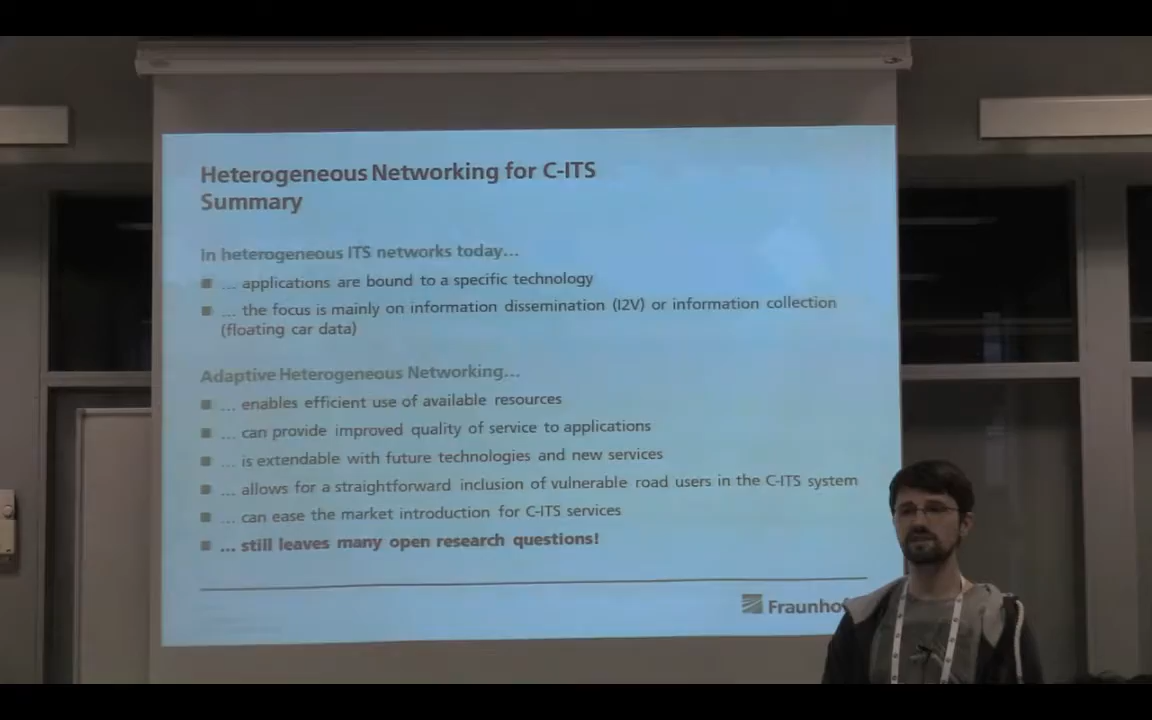 Heterogeneous Networking for C-ITS
Summary
In heterogeneous ITS networks today...
... applications are bound to a specific technology
... the focus is mainly on information dissemination (I2V) or information collection
(floating car data)
Adaptive Heterogeneous Networking...
... enables efficient use of available resources
... can provide improved quality of service to applications
... is extendable with future technologies and new services
... allows for a straightforward inclusion of vulnerable road users in the C-ITS system
... can ease the market introduction for C-ITS services
... still leaves many open research questions!
Fraunho